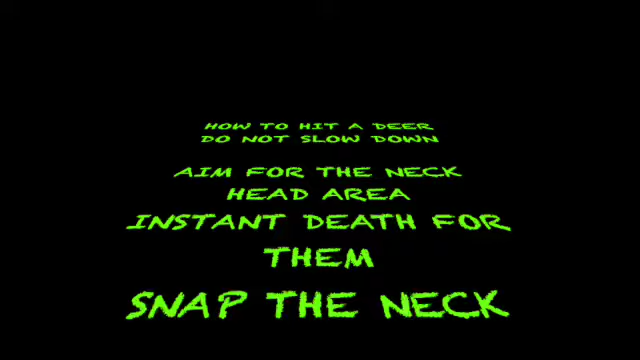 HOW TO HIT A DEER
DO NOT SLOW DOWN
AIM FOR THE NECK
HEAD AREA
INSTANT DEATH FOR
THEM
SNAP THE NECK